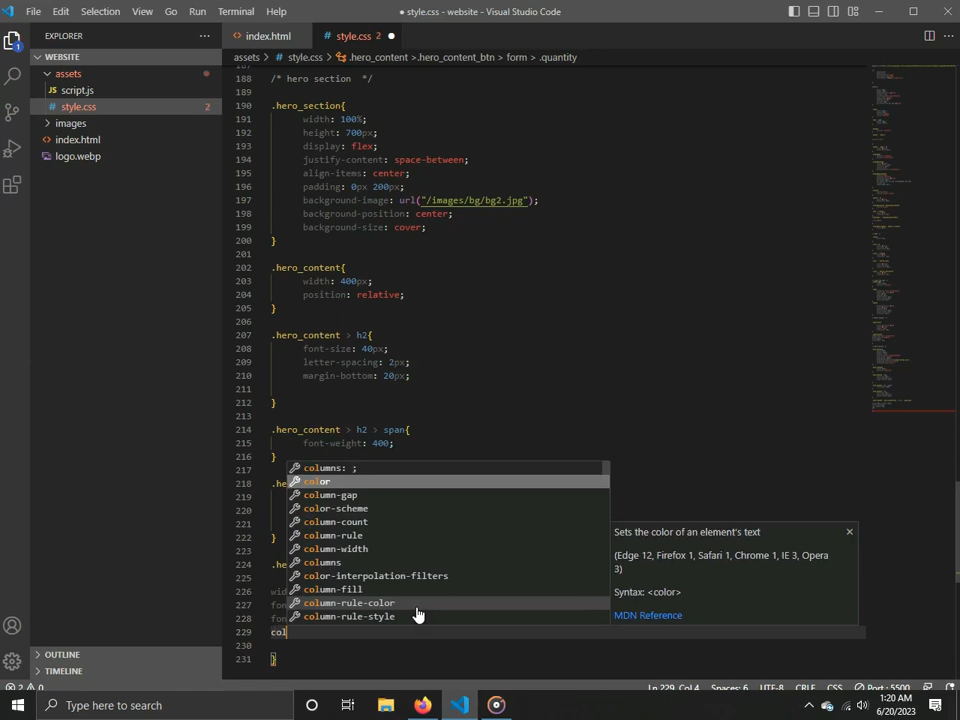 File Edit Selection View Go Run Terminal Help
style.css - website - Visual Studio Code
EXPLORER
index.html
style.css 2
WEBSITE
assets
JS script.js
# style.css 2
images
index.html
logo.webp
OUTLINE
TIMELINE
assets > # style.css > .hero_content > .hero_content_btn > form > .quantity
188 /* hero section */
189
190 .hero_section{
191 width: 100%;
192 height: 700px;
193 display: flex;
194 justify-content: space-between;
195 align-items: center;
196 padding: 0px 200px;
197 background-image: url("/images/bg/bg2.jpg");
198 background-position: center;
199 background-size: cover;
200 }
201
202 .hero_content{
203 width: 400px;
204 position: relative;
205 }
206
207 .hero_content > h2{
208 font-size: 40px;
209 letter-spacing: 2px;
210 margin-bottom: 20px;
211
212 }
213
214 .hero_content > h2 > span{
215 font-weight: 400;
216 }
217
218 .he
219
220
221
222 }
223
224 .he
225
226 wid
227 fon
228 fon
229 col
230
231 }
columns: ;
color
column-gap
color-scheme
column-count
column-rule
column-width
columns
color-interpolation-filters
column-fill
column-rule-color
column-rule-style
Sets the color of an element's text
(Edge 12, Firefox 1, Safari 1, Chrome 1, IE 3, Opera
3)
Syntax: <color>
MDN Reference
2 0
Ln 229, Col 4 Spaces: 6 UTF-8 CRLF CSS Port : 5500
Type here to search
1:20 AM
6/20/2023